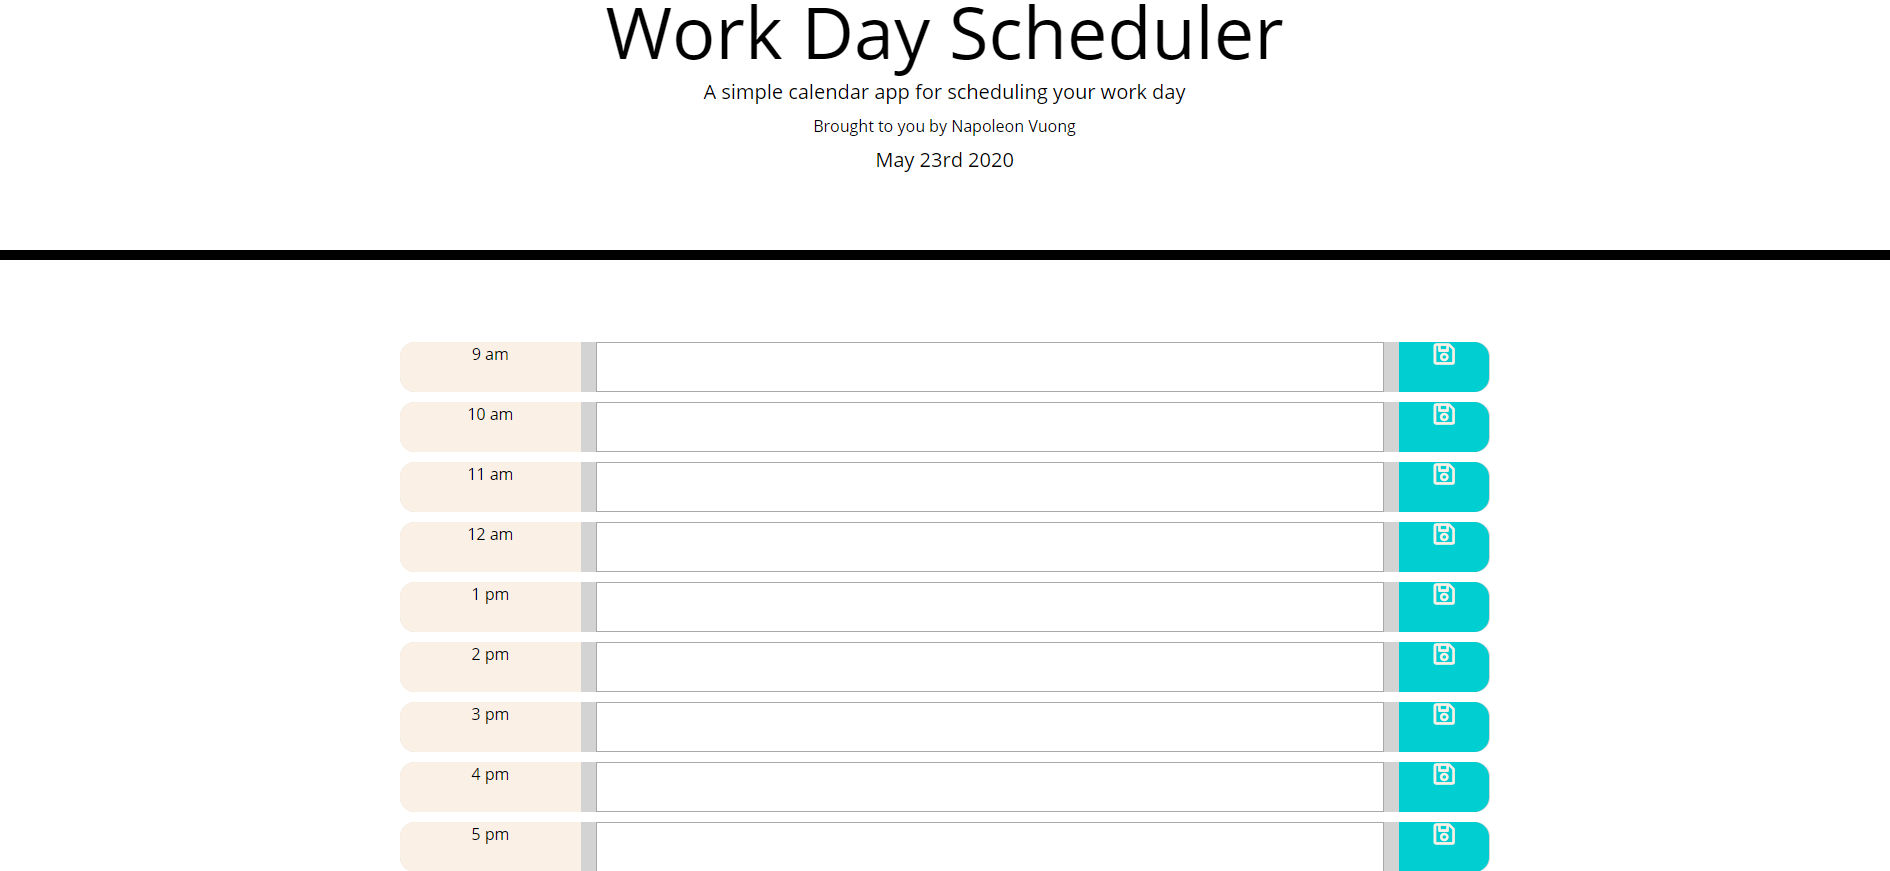 Work Day Scheduler
A simple calendar app for scheduling your work day
Brought to you by Napoleon Vuong
May 23rd 2020
9 am
10 am
11 am
12 am
1 pm
2 pm
3 pm
4 pm
5 pm